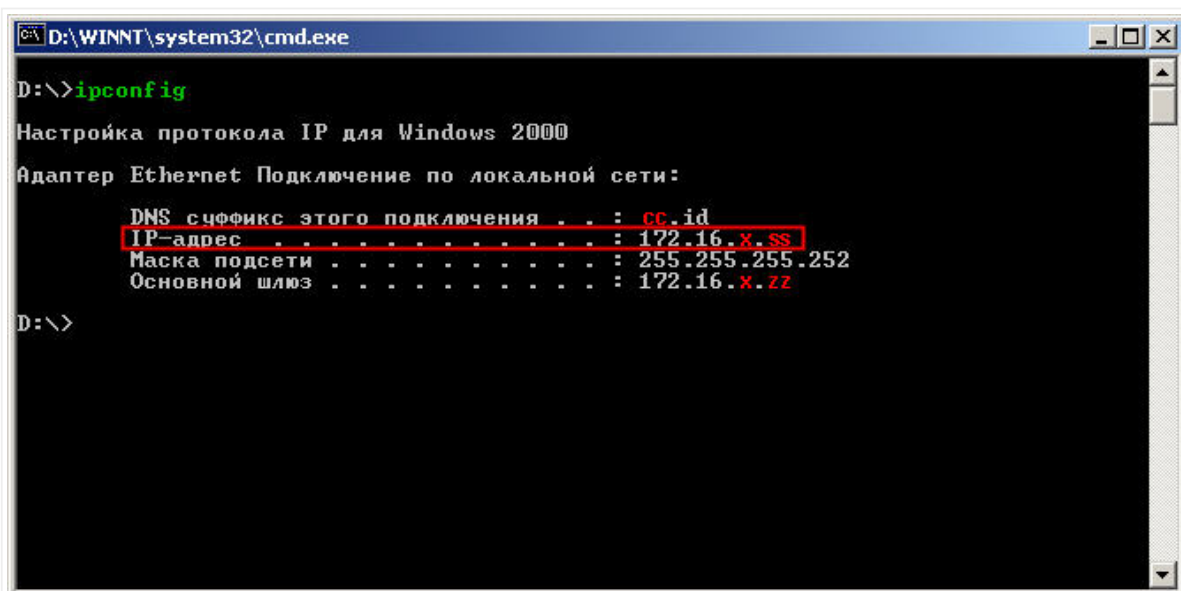 D:\WINNT\system32\cmd.exe
D:\>ipconfig
Настройка протокола IP для Windows 2000
Адаптер Ethernet Подключение по локальной сети:
DNS суффикс этого подключения . . : cc.id
IP-адрес . . . . . . . . . . . . : 172.16.x.ss
Маска подсети . . . . . . . . . . : 255.255.255.252
Основной шлюз . . . . . . . . . . : 172.16.x.zz
D:\>